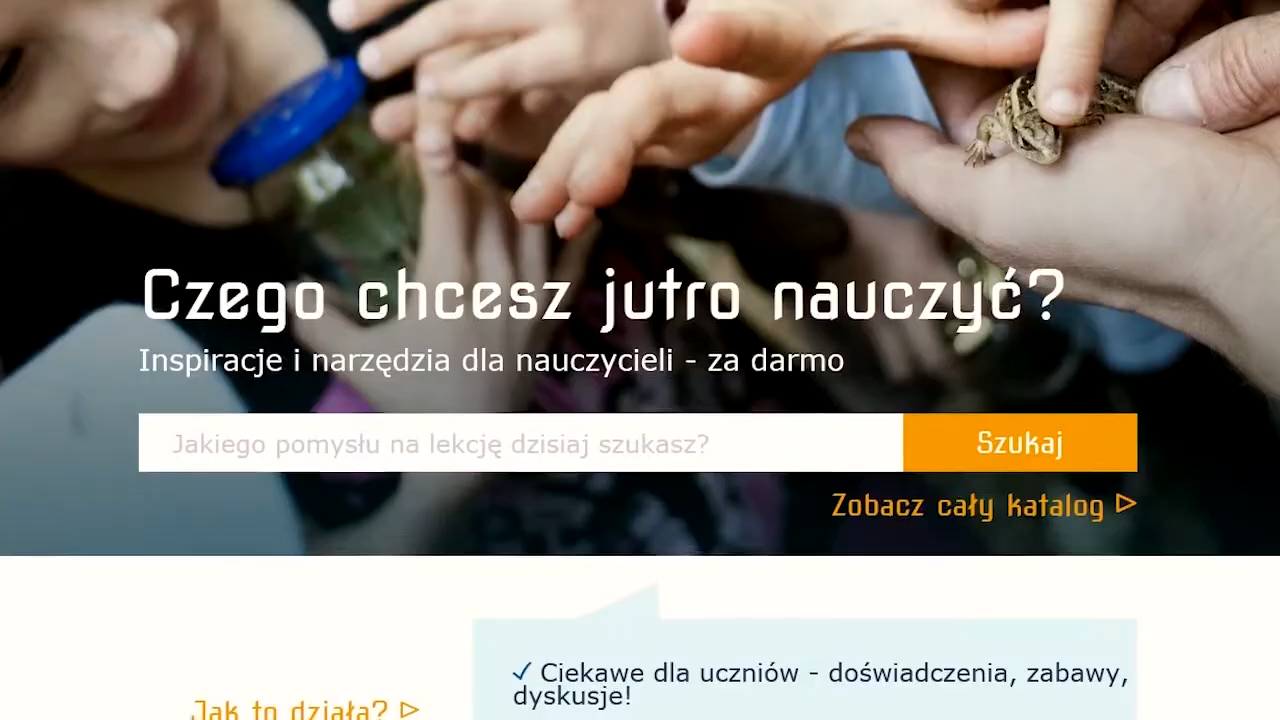 Czego chcesz jutro nauczyć?
Inspiracje i narzędzia dla nauczycieli - za darmo
Jakiego pomysłu na lekcję dzisiaj szukasz?
Szukaj
Zobacz cały katalog
✓ Ciekawe dla uczniów - doświadczenia, zabawy,
dyskusje!
Jak to działa?